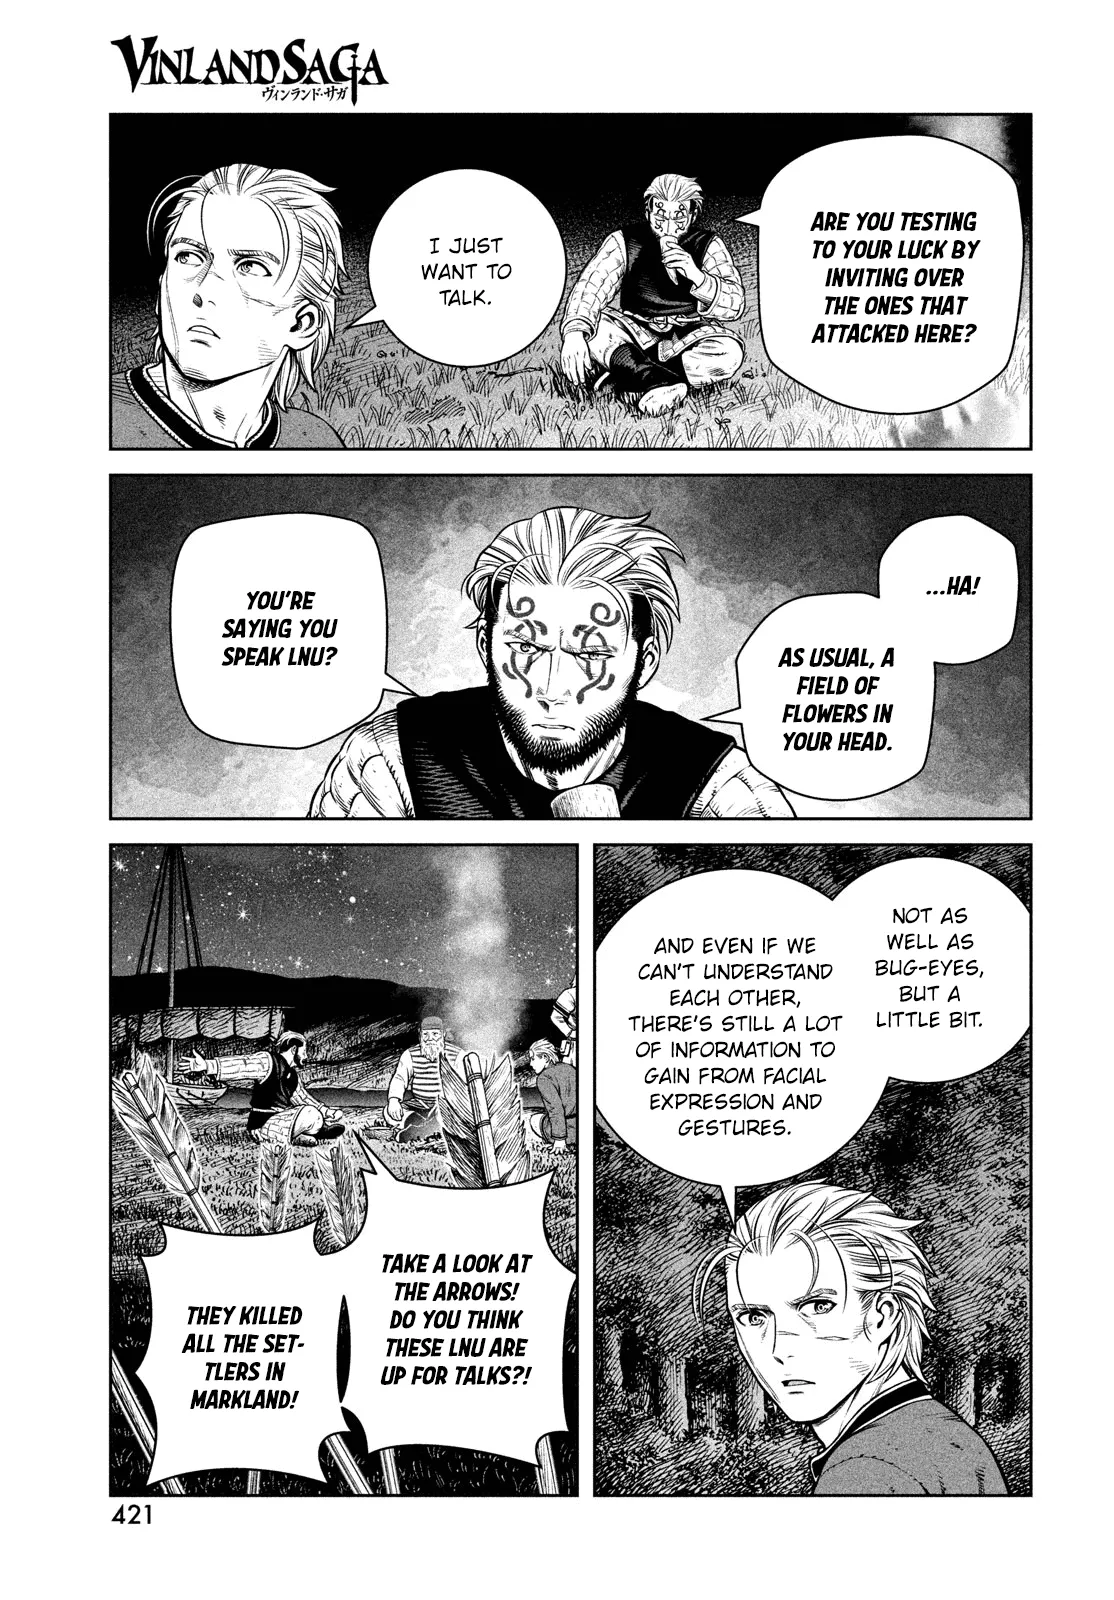 VINLAND SAGA
ヴィンランド・サガ
ARE YOU TESTING
TO YOUR LUCK BY
INVITING OVER
THE ONES THAT
ATTACKED HERE?
I JUST
WANT TO
TALK.
...HA!
AS USUAL, A
FIELD OF
FLOWERS IN
YOUR HEAD.
YOU'RE
SAYING YOU
SPEAK LNU?
NOT AS
WELL AS
BUG-EYES,
BUT A
LITTLE BIT.
AND EVEN IF WE
CAN'T UNDERSTAND
EACH OTHER,
THERE'S STILL A LOT
OF INFORMATION TO
GAIN FROM FACIAL
EXPRESSION AND
GESTURES.
TAKE A LOOK AT
THE ARROWS!
DO YOU THINK
THESE LNU ARE
UP FOR TALKS?!
THEY KILLED
ALL THE SET-
TLERS IN
MARKLAND!
421